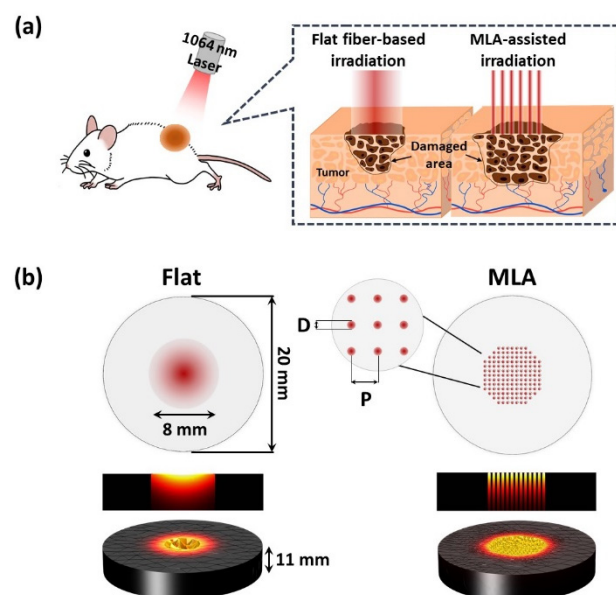 (a)
1064 nm
Laser
Flat fiber-based
irradiation
MLA-assisted
irradiation
Damaged
area
Tumor
(b)
Flat
MLA
D
P
20 mm
8 mm
11 mm